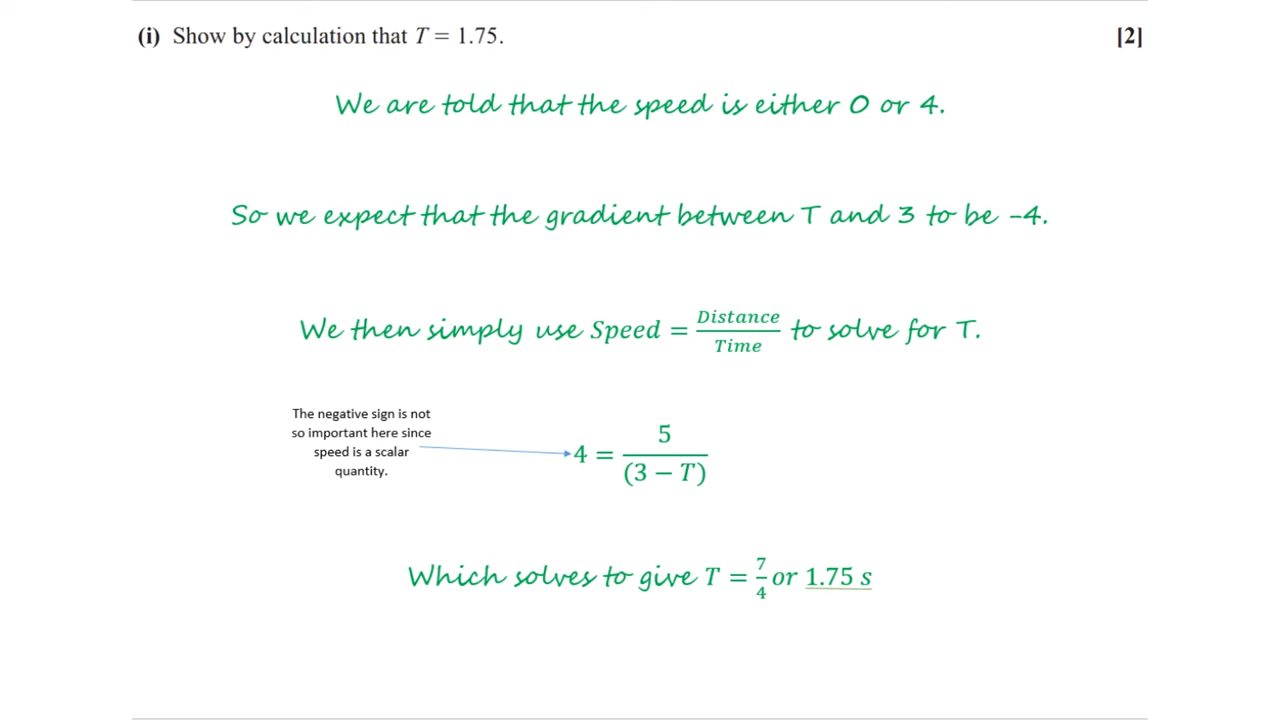 (i) Show by calculation that T = 1.75. [2]
We are told that the speed is either 0 or 4.
So we expect that the gradient between T and 3 to be -4.
We then simply use Speed = Distance/Time to solve for T.
The negative sign is not
so important here since
speed is a scalar
quantity.
4 = 5/(3 − T)
Which solves to give T = 7/4 or 1.75 s